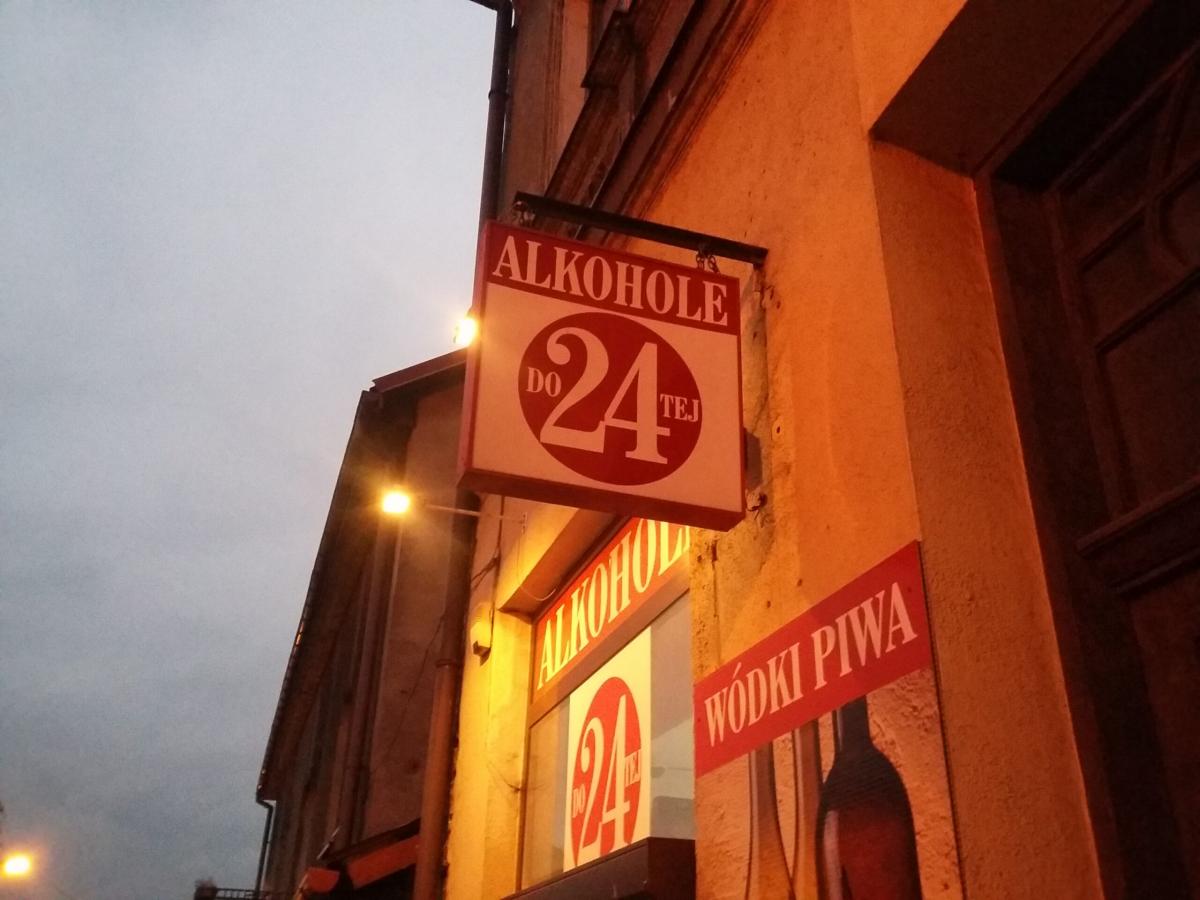 ALKOHOLE
DO 24 TEJ
ALKOHOLE
DO 24 TEJ
WÓDKI PIWA